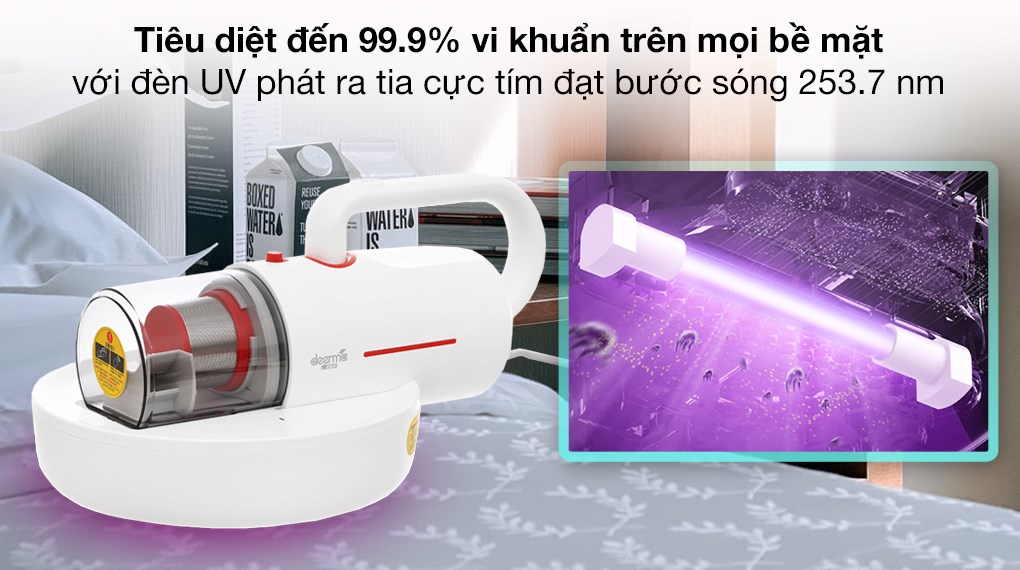 Tiêu diệt đến 99.9% vi khuẩn trên mọi bề mặt
với đèn UV phát ra tia cực tím đạt bước sóng 253.7 nm
BOXED
WATER
IS
REUSE
WATER
IS
deerma